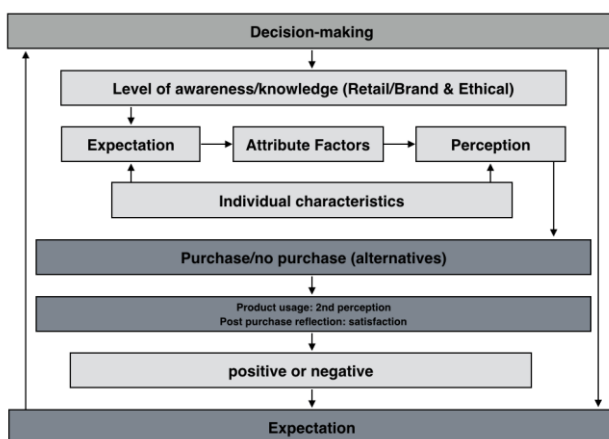 Decision-making
Level of awareness/knowledge (Retail/Brand & Ethical)
Expectation
Attribute Factors
Perception
Individual characteristics
Purchase/no purchase (alternatives)
Product usage: 2nd perception
Post purchase reflection: satisfaction
positive or negative
Expectation